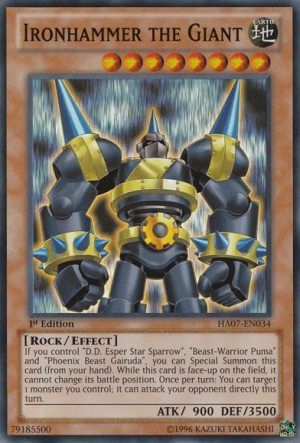 Ironhammer the Giant
EARTH
地
1st Edition
HA07-EN034
[Rock/Effect]
If you control "D.D. Esper Star Sparrow", "Beast-Warrior Puma"
and "Phoenix Beast Gairuda", you can Special Summon this
card (from your hand). While this card is face-up on the field, it
cannot change its battle position. Once per turn: You can target
1 monster you control; it can attack your opponent directly
this turn.
ATK/ 900 DEF/3500
79185500
©1996 KAZUKI TAKAHASHI